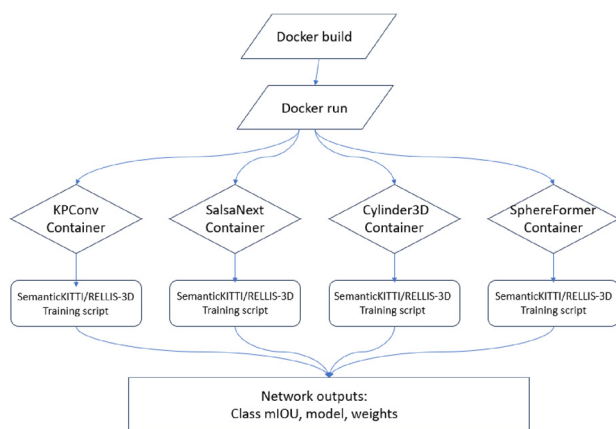 Docker build
Docker run
KPConv
Container
SalsaNext
Container
Cylinder3D
Container
SphereFormer
Container
SemanticKITTI/RELLIS-3D
Training script
SemanticKITTI/RELLIS-3D
Training script
SemanticKITTI/RELLIS-3D
Training script
SemanticKITTI/RELLIS-3D
Training script
Network outputs:
Class mIOU, model, weights